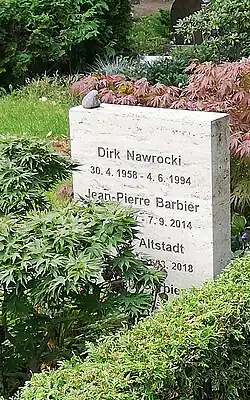 Dirk Nawrocki
30. 4. 1958 - 4. 6. 1994
Jean-Pierre Barbier
- 7. 9. 2014
Altstadt
2018